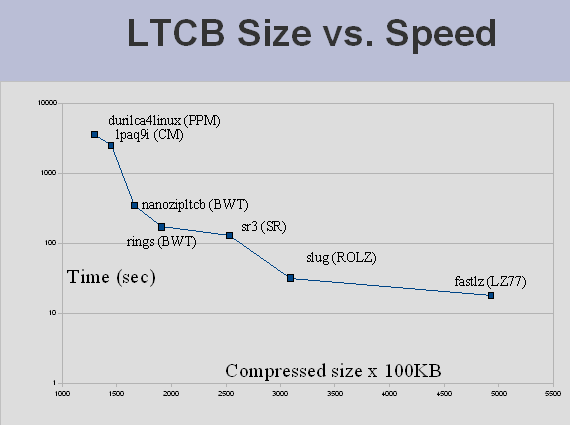 LTCB Size vs. Speed
10000
durilca4linux (PPM)
lpaq9i (CM)
1000
nanozipltcb (BWT)
sr3 (SR)
rings (BWT)
100
slug (ROLZ)
Time (sec)
fastlz (LZ77)
10
Compressed size x 100KB
1
1000 1500 2000 2500 3000 3500 4000 4500 5000 5500